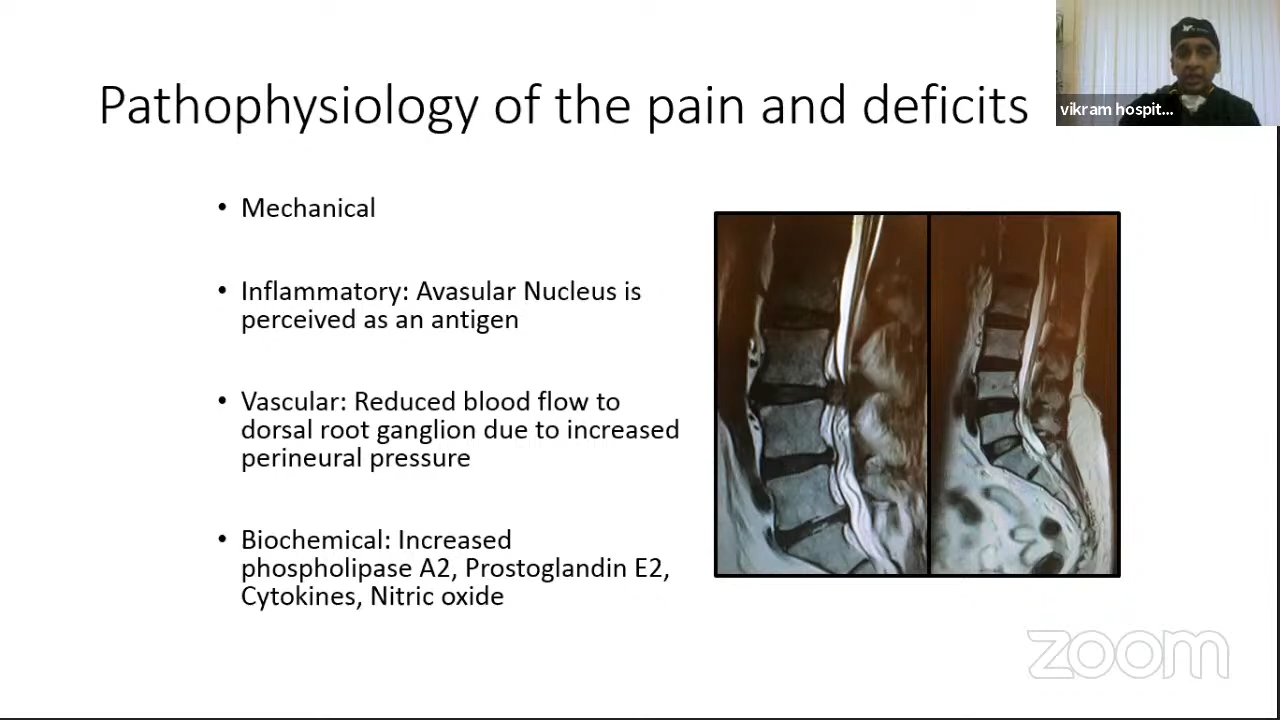 Pathophysiology of the pain and deficits
vikram hospit...
• Mechanical
• Inflammatory: Avasular Nucleus is
perceived as an antigen
• Vascular: Reduced blood flow to
dorsal root ganglion due to increased
perineural pressure
• Biochemical: Increased
phospholipase A2, Prostoglandin E2,
Cytokines, Nitric oxide
zoom